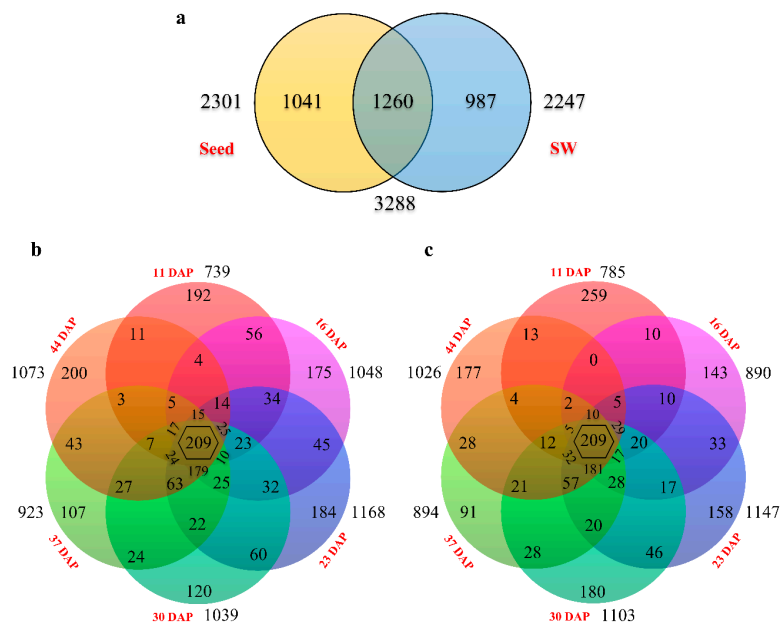 a
2301 1041 1260 987 2247
Seed SW
3288
b
11 DAP 739
192
44 DAP 11 56 16 DAP
4
1073 200 175 1048
3 5 14 34
15
17 25
43 7 209 23 45
24 10
179
27 63 25 32
923 107 184 1168
22
37 DAP 24 60 23 DAP
120
30 DAP 1039
c
11 DAP 785
259
44 DAP 13 10 16 DAP
0
1026 177 143 890
4 2 5 10
10
5 29
28 12 209 20 33
32 17
181
21 57 28 17
894 91 158 1147
20
37 DAP 28 46 23 DAP
180
30 DAP 1103